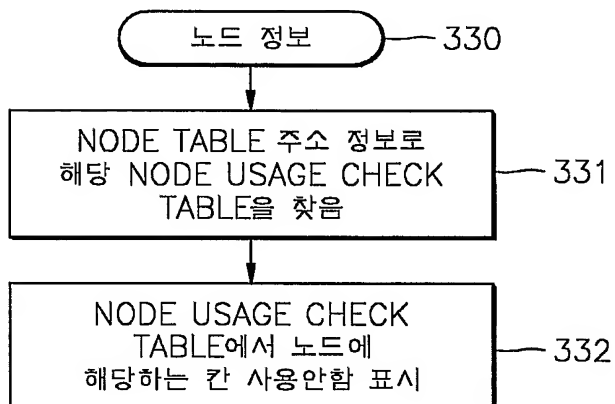 노드 정보
330
NODE TABLE 주소 정보로
해당 NODE USAGE CHECK
TABLE을 찾음
331
NODE USAGE CHECK
TABLE에서 노드에
해당하는 칸 사용안함 표시
332